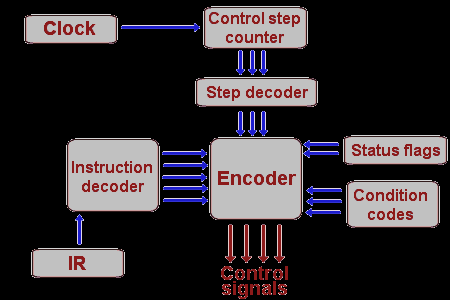 Clock
Control step
counter
Step decoder
Instruction
decoder
Encoder
Status flags
Condition
codes
IR
Control
signals